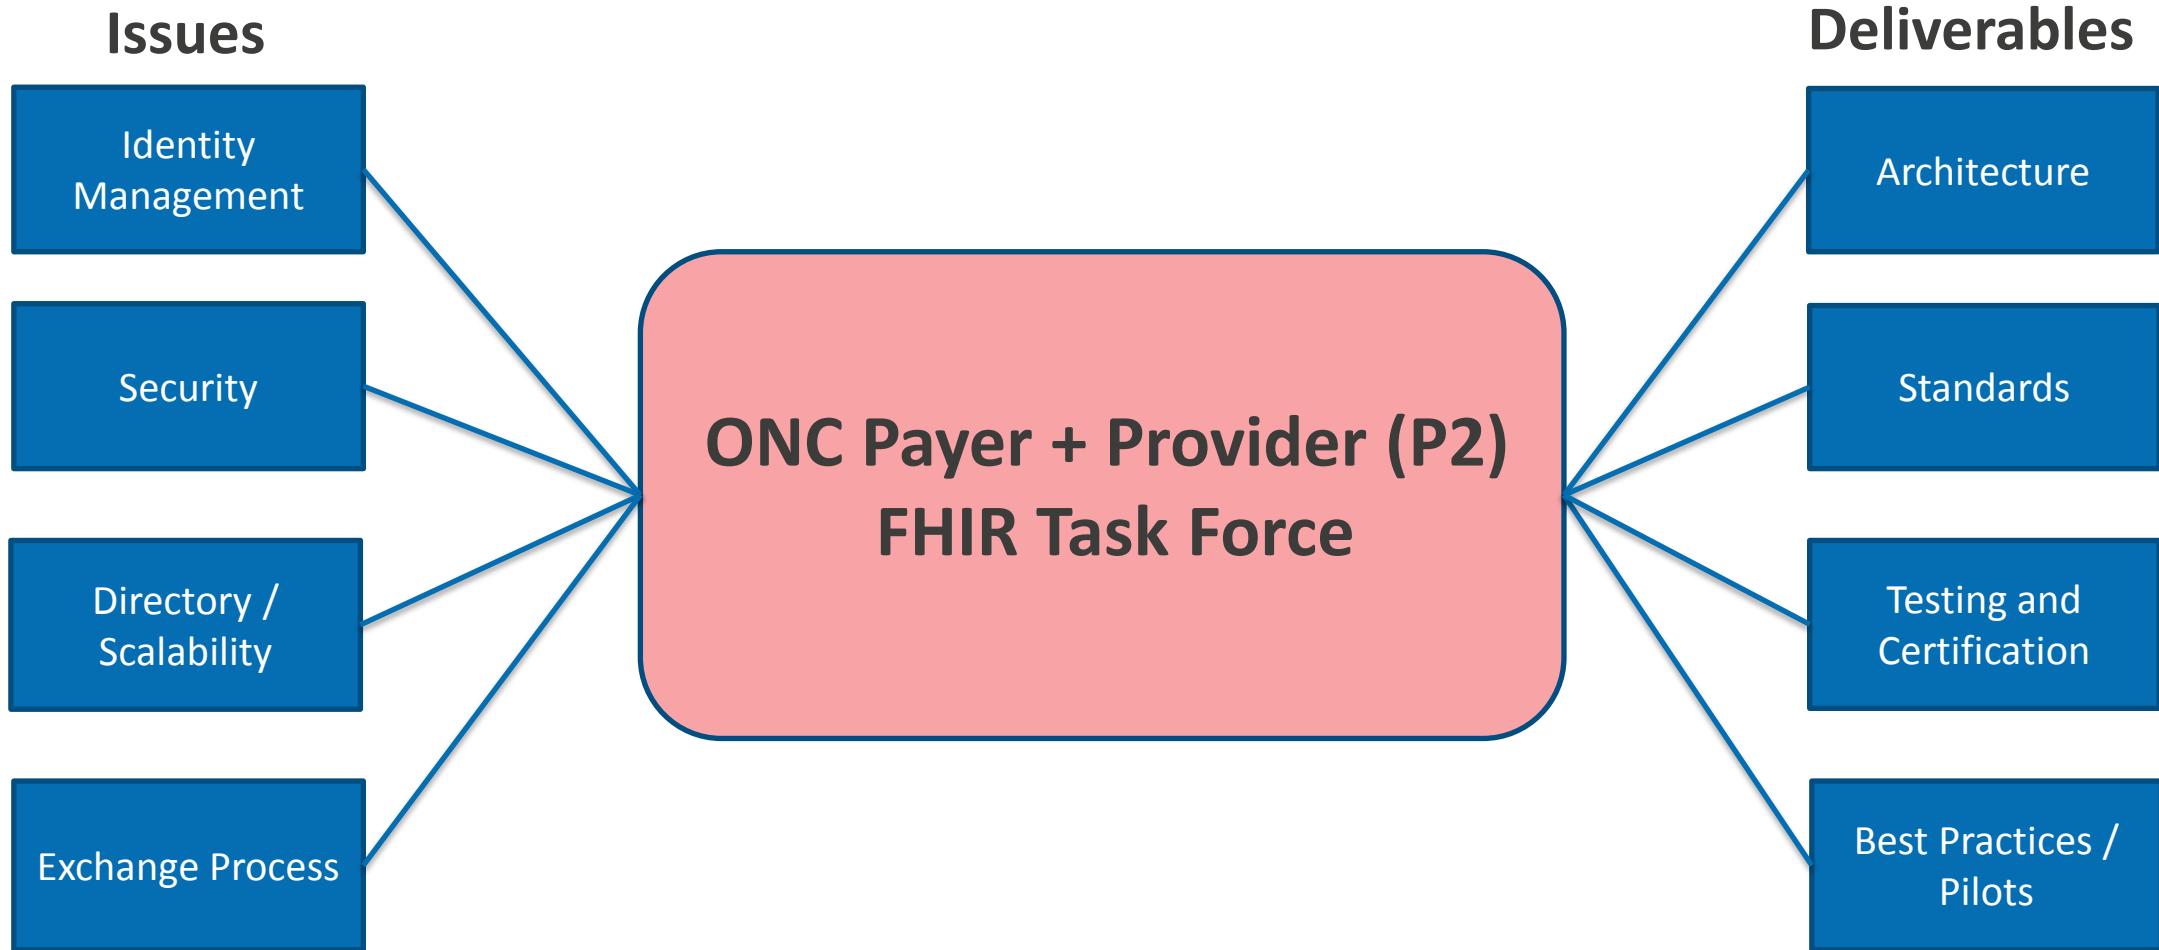 Issues
Identity
Management
Security
Directory /
Scalability
Exchange Process
ONC Payer + Provider (P2)
FHIR Task Force
Deliverables
Architecture
Standards
Testing and
Certification
Best Practices /
Pilots